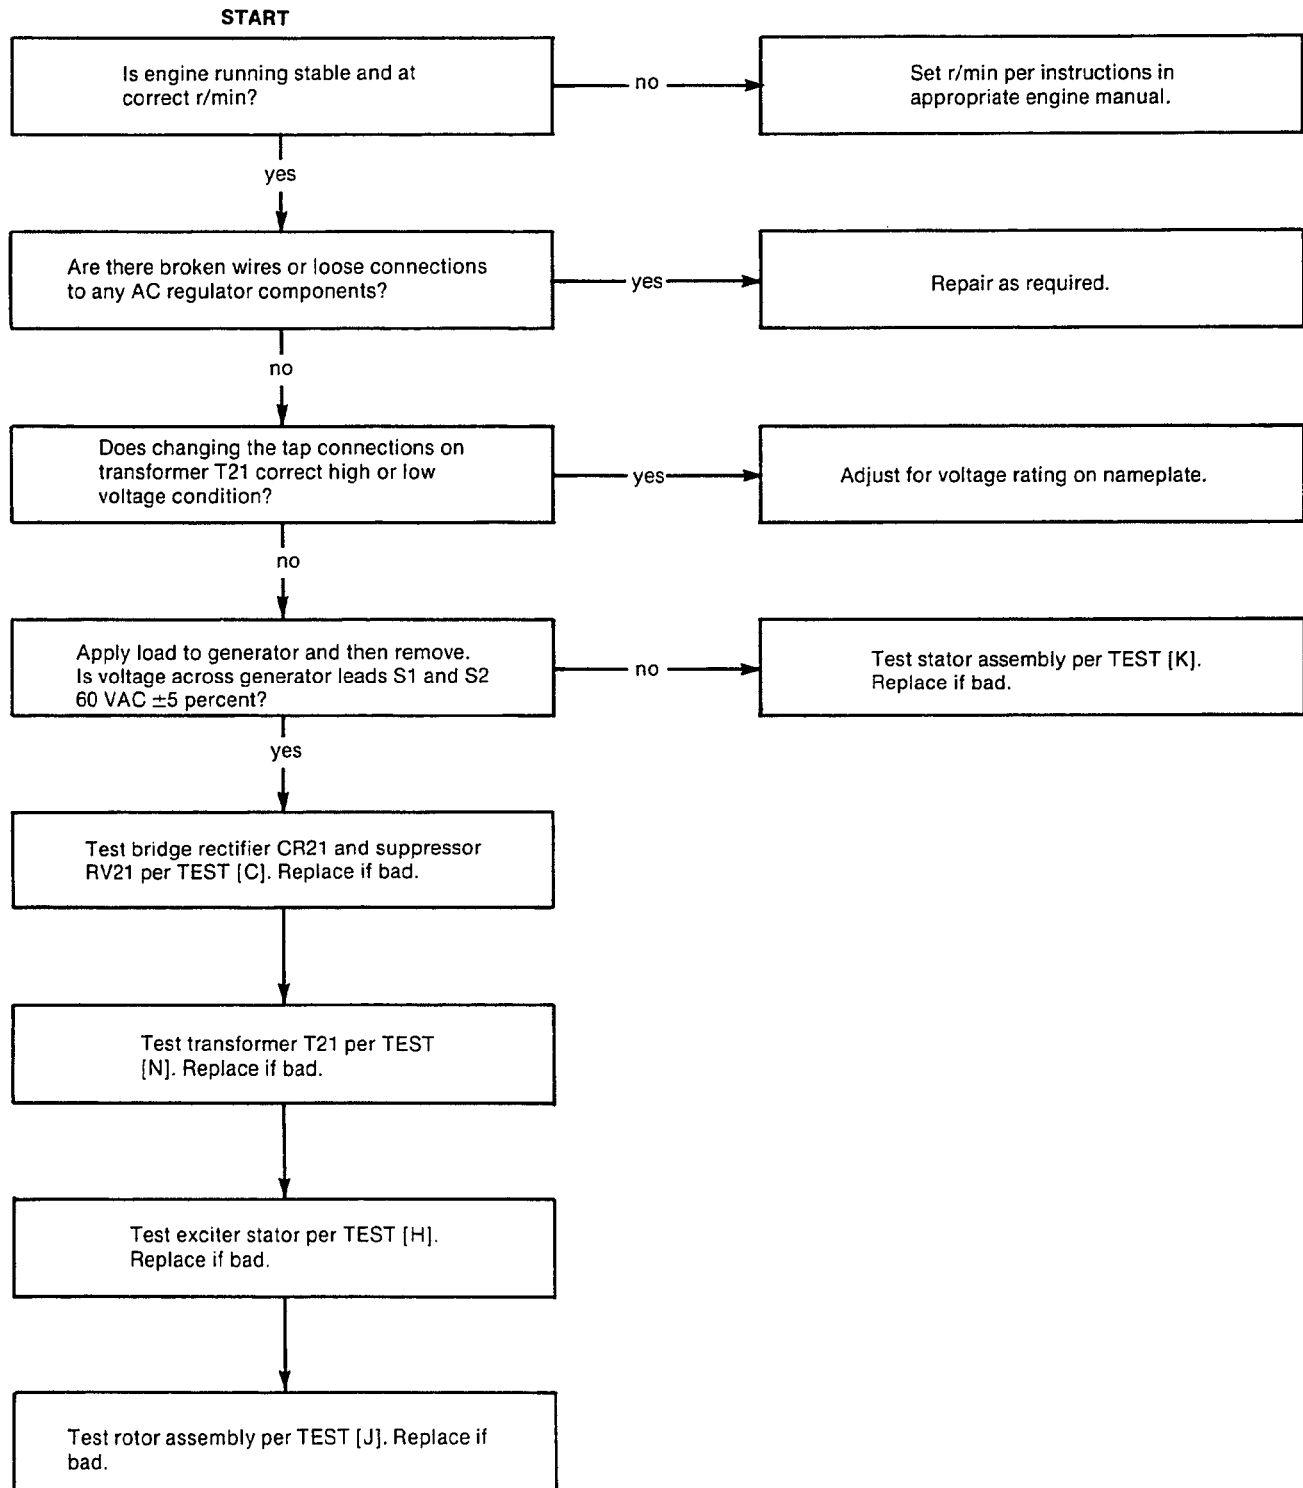 START
Is engine running stable and at
correct r/min?
no
Set r/min per instructions in
appropriate engine manual.
yes
Are there broken wires or loose connections
to any AC regulator components?
yes
Repair as required.
no
Does changing the tap connections on
transformer T21 correct high or low
voltage condition?
yes
Adjust for voltage rating on nameplate.
no
Apply load to generator and then remove.
Is voltage across generator leads S1 and S2
60 VAC ±5 percent?
no
Test stator assembly per TEST [K].
Replace if bad.
yes
Test bridge rectifier CR21 and suppressor
RV21 per TEST [C]. Replace if bad.
Test transformer T21 per TEST
[N]. Replace if bad.
Test exciter stator per TEST [H].
Replace if bad.
Test rotor assembly per TEST [J]. Replace if
bad.